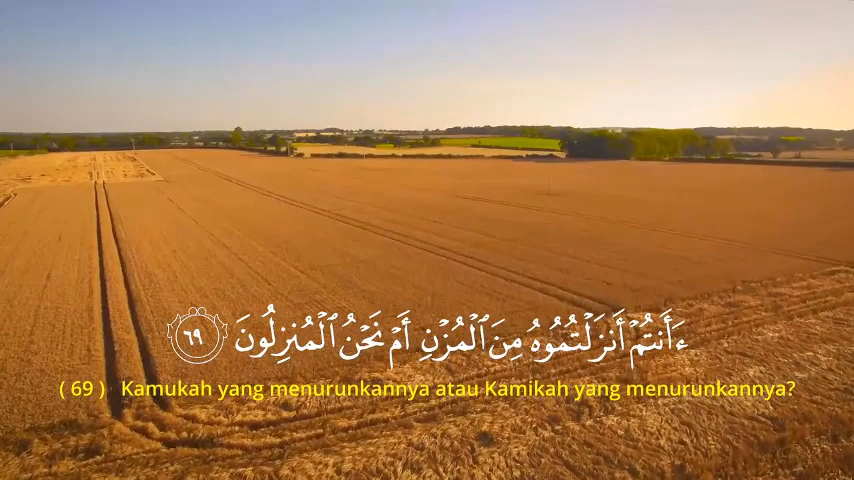 ءَأَنتُمْ أَنزَلْتُمُوهُ مِنَ ٱلْمُزْنِ أَمْ نَحْنُ ٱلْمُنزِلُونَ ٦٩
( 69 ) Kamukah yang menurunkannya atau Kamikah yang menurunkannya?